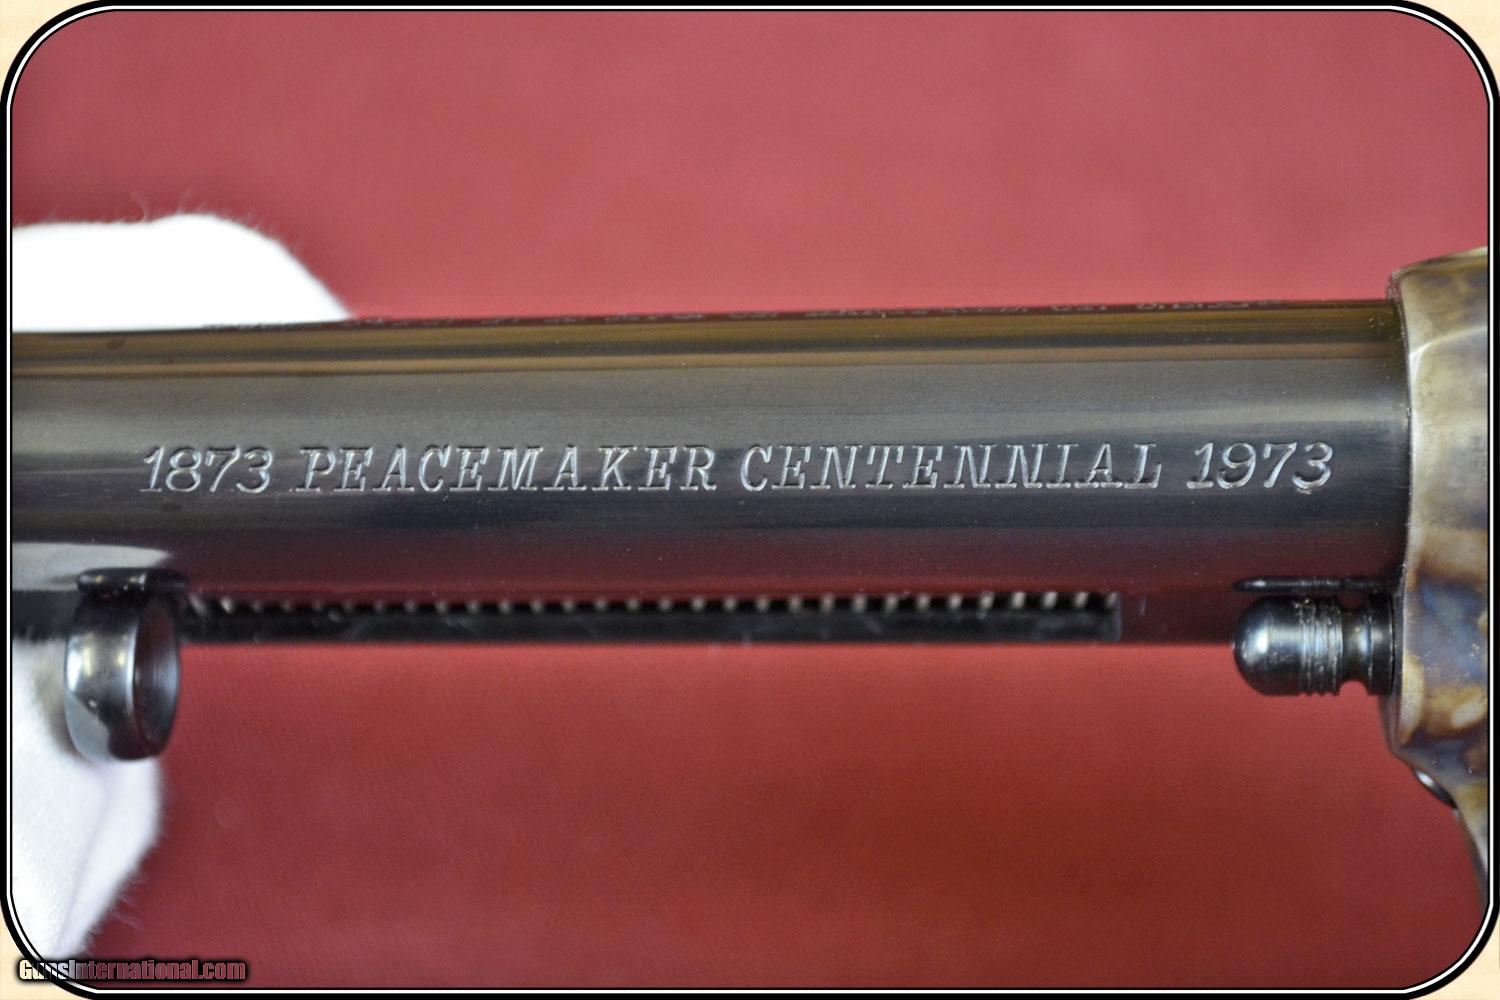 1873 PEACEMAKER CENTENNIAL 1973
GunsInternational.com